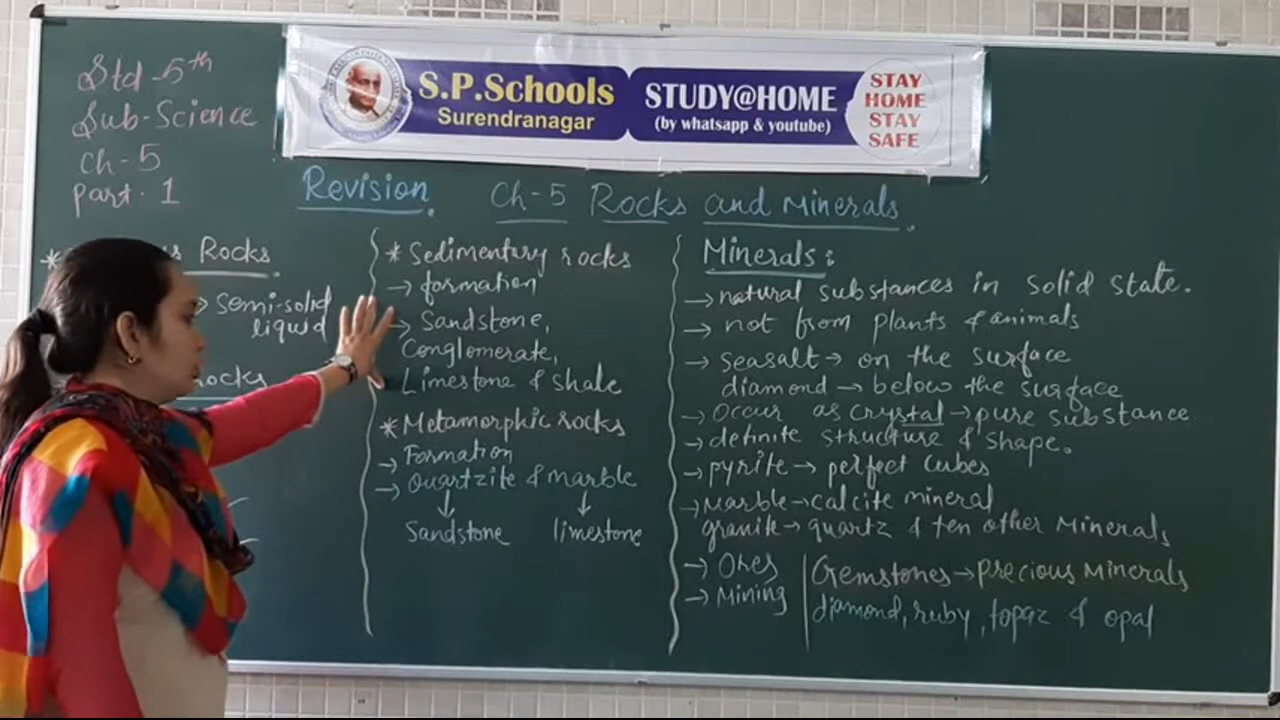 Std-5th
Sub-Science
Ch-5
Part-1
S.P.Schools
Surendranagar
STUDY@HOME
(by whatsapp & youtube)
STAY
HOME
STAY
SAFE
Revision. Ch-5 Rocks and Minerals.
Rocks
→ Semi-solid
liquid
rocks
* Sedimentary rocks
→ formation
→ Sandstone,
Conglomerate,
Limestone & shale
* Metamorphic rocks
→ Formation
→ Quartzite & marble
↓ ↓
Sandstone limestone
Minerals:
→ natural substances in solid state.
→ not from plants & animals
→ seasalt → on the surface
diamond → below the surface
→ occur as crystal → pure substance
→ definite structure & shape.
→ pyrite → perfect cubes
→ Marble → calcite mineral
granite → quartz & ten other Minerals
→ Ores
→ Mining
Gemstones → precious Minerals
diamond, ruby, topaz & opal